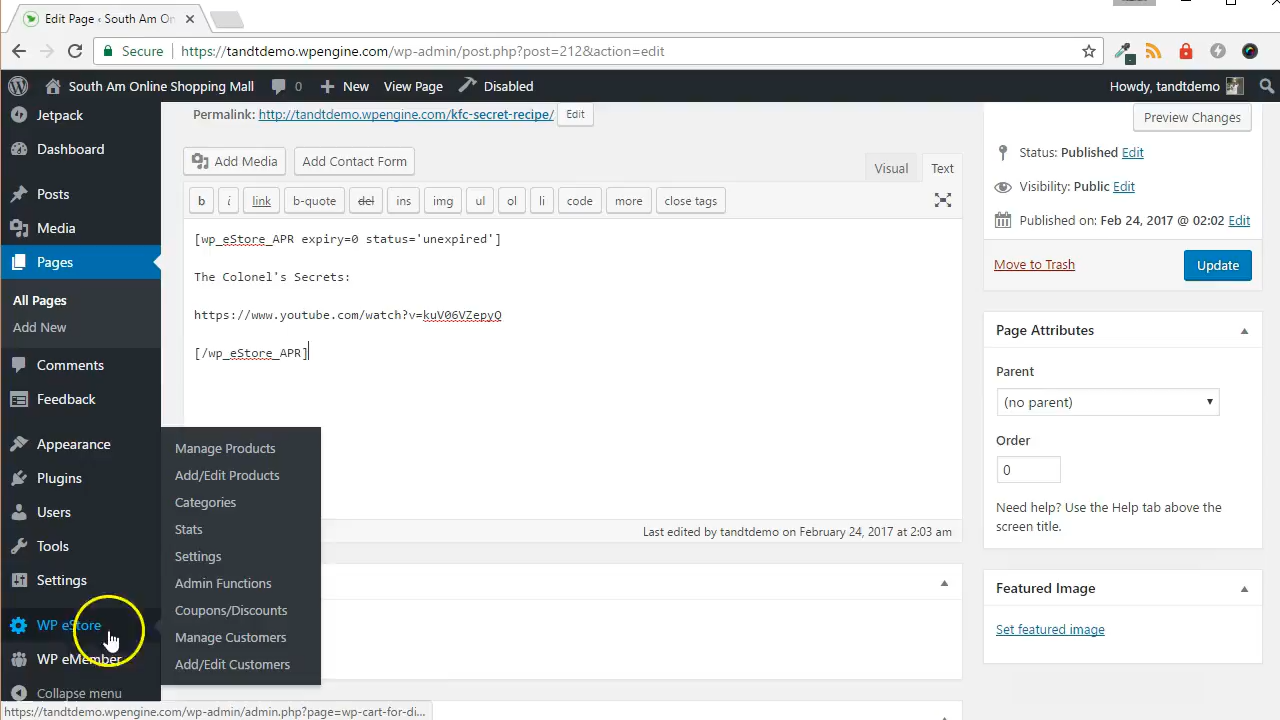 Edit Page ‹ South Am On
Secure
https://tandtdemo.wpengine.com/wp-admin/post.php?post=212&action=edit
South Am Online Shopping Mall
0
New
View Page
Disabled
Howdy, tandtdemo
Jetpack
Dashboard
Posts
Media
Pages
All Pages
Add New
Comments
Feedback
Appearance
Plugins
Users
Tools
Settings
WP eStore
WP eMember
Collapse menu
Manage Products
Add/Edit Products
Categories
Stats
Settings
Admin Functions
Coupons/Discounts
Manage Customers
Add/Edit Customers
Permalink: http://tandtdemo.wpengine.com/kfc-secret-recipe/ Edit
Add Media
Add Contact Form
Visual
Text
b
i
link
b-quote
del
ins
img
ul
ol
li
code
more
close tags
[wp_eStore_APR expiry=0 status='unexpired']
The Colonel's Secrets:
https://www.youtube.com/watch?v=kuV06VZepyQ
[/wp_eStore_APR]
Last edited by tandtdemo on February 24, 2017 at 2:03 am
Preview Changes
Status: Published Edit
Visibility: Public Edit
Published on: Feb 24, 2017 @ 02:02 Edit
Move to Trash
Update
Page Attributes
Parent
(no parent)
Order
0
Need help? Use the Help tab above the
screen title.
Featured Image
Set featured image
https://tandtdemo.wpengine.com/wp-admin/admin.php?page=wp-cart-for-di...